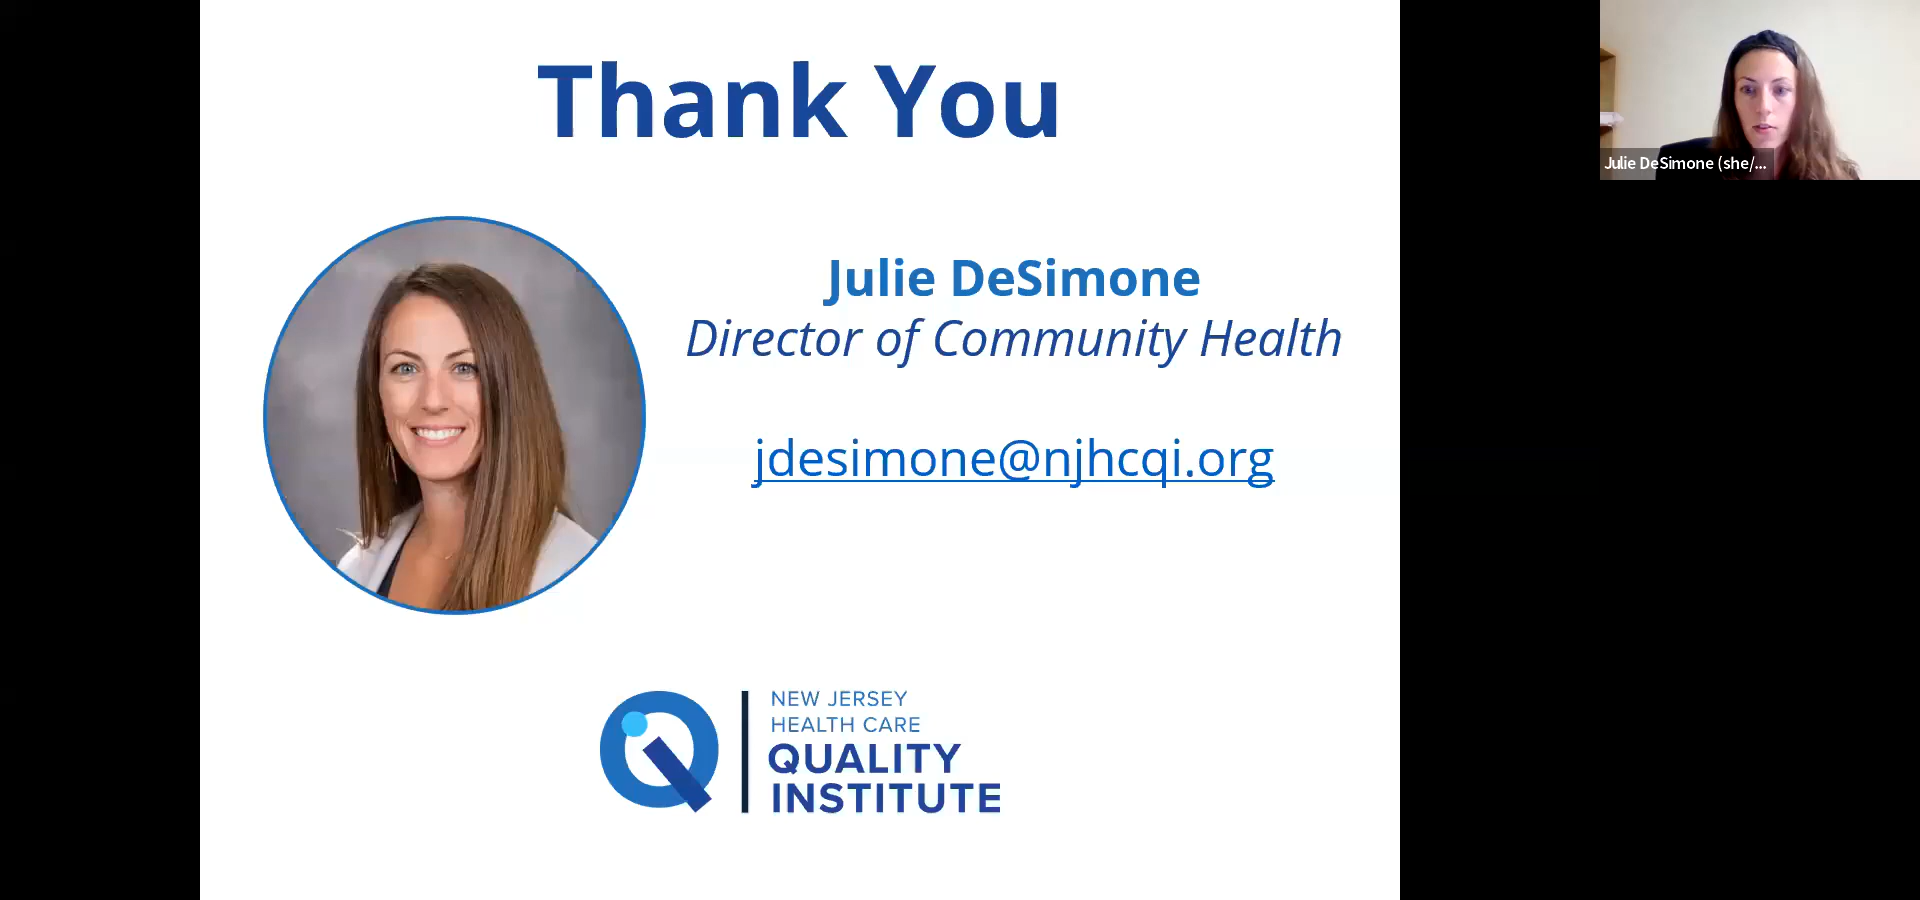 Thank You
Julie DeSimone
Director of Community Health
jdesimone@njhcqi.org
NEW JERSEY
HEALTH CARE
QUALITY
INSTITUTE
Julie DeSimone (she/...